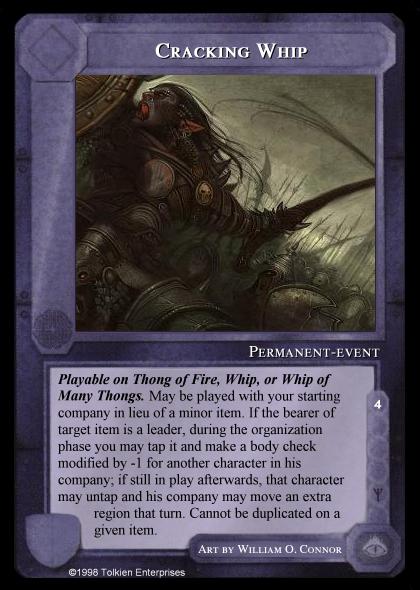 Cracking Whip
Permanent-event
Playable on Thong of Fire, Whip, or Whip of
Many Thongs. May be played with your starting
company in lieu of a minor item. If the bearer of
target item is a leader, during the organization
phase you may tap it and make a body check
modified by -1 for another character in his
company; if still in play afterwards, that character
may untap and his company may move an extra
region that turn. Cannot be duplicated on a
given item.
4
Art by William O. Connor
©1998 Tolkien Enterprises